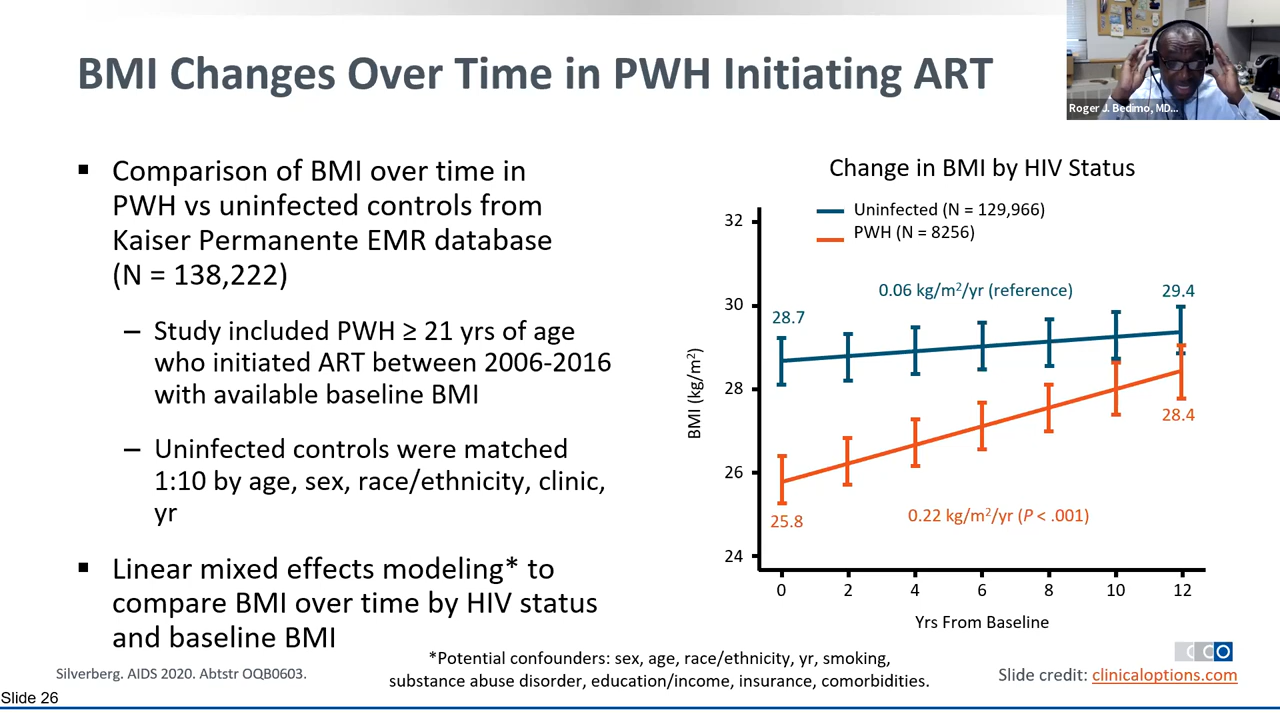 BMI Changes Over Time in PWH Initiating ART
Roger J. Bedimo, MD...
▪ Comparison of BMI over time in
PWH vs uninfected controls from
Kaiser Permanente EMR database
(N = 138,222)
– Study included PWH ≥ 21 yrs of age
who initiated ART between 2006-2016
with available baseline BMI
– Uninfected controls were matched
1:10 by age, sex, race/ethnicity, clinic,
yr
▪ Linear mixed effects modeling* to
compare BMI over time by HIV status
and baseline BMI
Change in BMI by HIV Status
Uninfected (N = 129,966)
PWH (N = 8256)
BMI (kg/m²)
32
30
28
26
24
0.06 kg/m²/yr (reference)
28.7
29.4
28.4
25.8
0.22 kg/m²/yr (P < .001)
0 2 4 6 8 10 12
Yrs From Baseline
*Potential confounders: sex, age, race/ethnicity, yr, smoking,
substance abuse disorder, education/income, insurance, comorbidities.
Silverberg. AIDS 2020. Abtstr OQB0603.
CCO
Slide credit: clinicaloptions.com
Slide 26